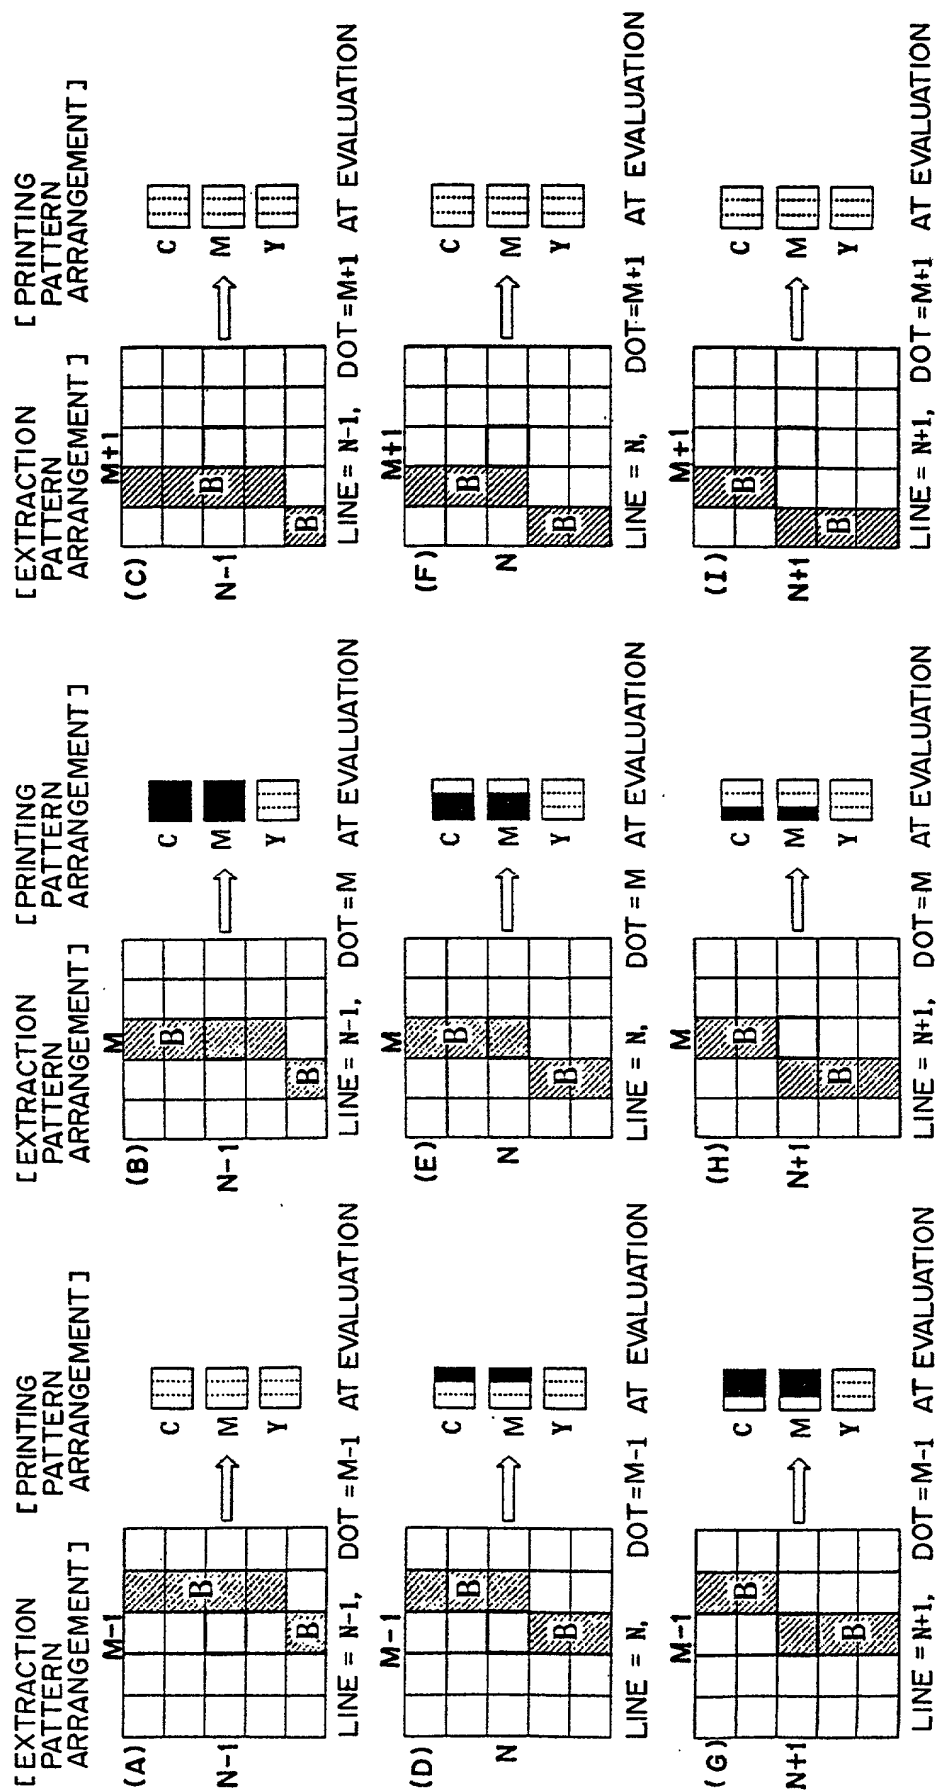 [EXTRACTION
PATTERN
ARRANGEMENT]
[PRINTING
PATTERN
ARRANGEMENT]
[EXTRACTION
PATTERN
ARRANGEMENT]
[PRINTING
PATTERN
ARRANGEMENT]
[EXTRACTION
PATTERN
ARRANGEMENT]
[PRINTING
PATTERN
ARRANGEMENT]
(A)
M-1
N-1
B
B
C
M
Y
LINE = N-1, DOT = M-1 AT EVALUATION
(B)
M
N-1
B
B
C
M
Y
LINE = N-1, DOT = M AT EVALUATION
(C)
M+1
N-1
B
B
C
M
Y
LINE = N-1, DOT = M+1 AT EVALUATION
(D)
M-1
N
B
B
C
M
Y
LINE = N, DOT = M-1 AT EVALUATION
(E)
M
N
B
B
C
M
Y
LINE = N, DOT = M AT EVALUATION
(F)
M+1
N
B
B
C
M
Y
LINE = N, DOT = M+1 AT EVALUATION
(G)
M-1
N+1
B
B
C
M
Y
LINE = N+1, DOT = M-1 AT EVALUATION
(H)
M
N+1
B
B
C
M
Y
LINE = N+1, DOT = M AT EVALUATION
(I)
M+1
N+1
B
B
C
M
Y
LINE = N+1, DOT = M+1 AT EVALUATION